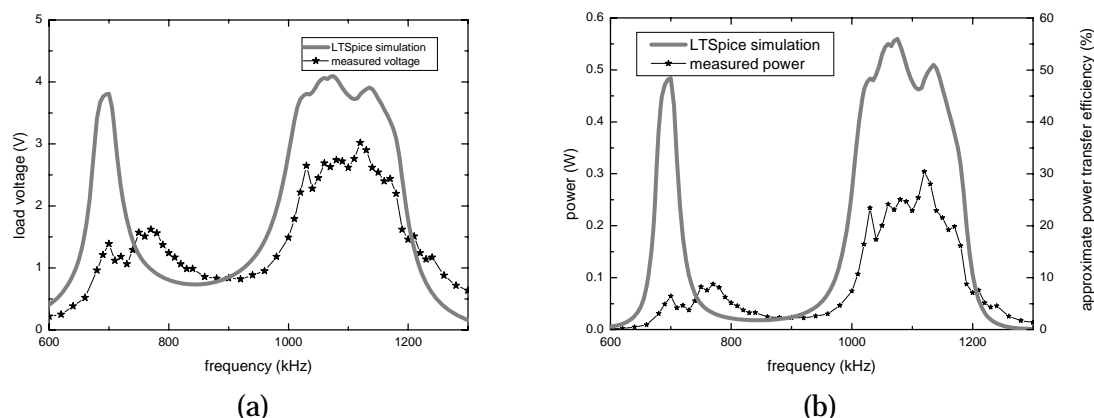 5
4
3
2
1
0
load voltage (V)
600 800 1000 1200
frequency (kHz)
LTSpice simulation
measured voltage
(a)
0.6
0.5
0.4
0.3
0.2
0.1
0.0
power (W)
600 800 1000 1200
frequency (kHz)
LTSpice simulation
measured power
60
50
40
30
20
10
0
approximate power transfer efficiency (%)
(b)